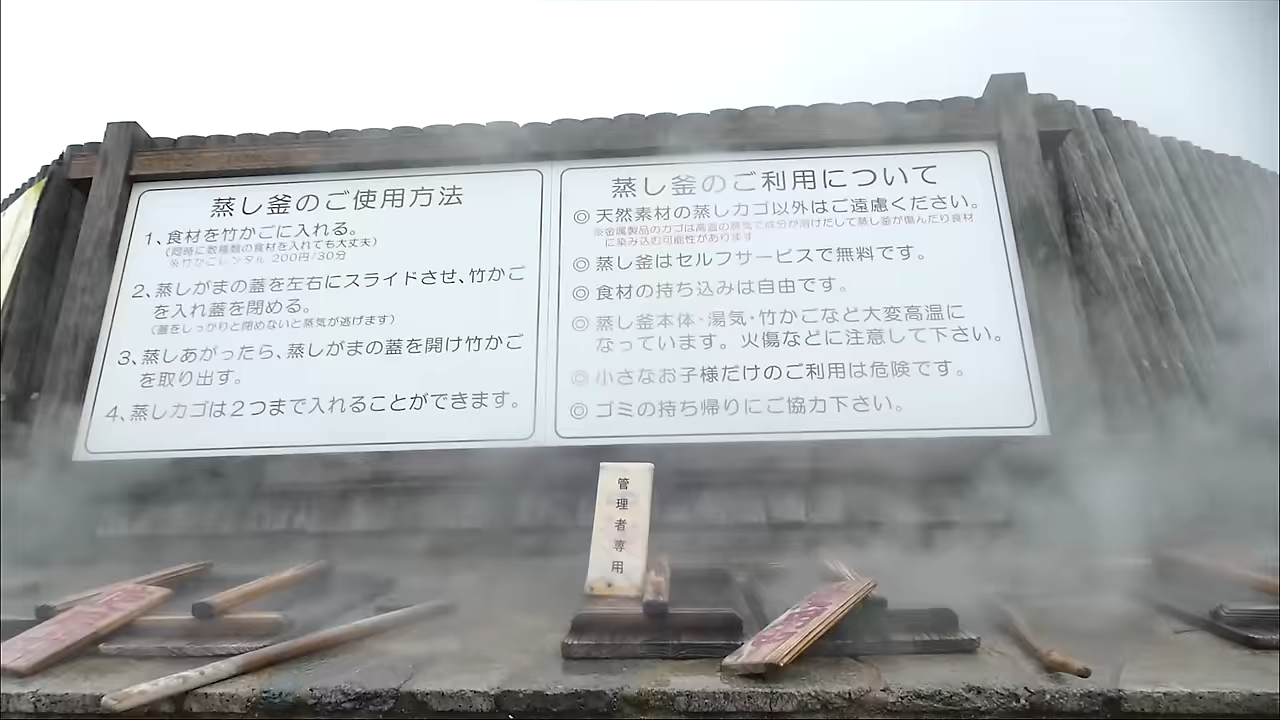 蒸し釜のご使用方法
1、食材を竹かごに入れる。
(同時に数種類の食材を入れても大丈夫)
※竹かごレンタル 200円/30分
2、蒸しがまの蓋を左右にスライドさせ、竹かご
を入れ蓋を閉める。
(蓋をしっかりと閉めないと蒸気が逃げます)
3、蒸しあがったら、蒸しがまの蓋を開け竹かご
を取り出す。
4、蒸しカゴは2つまで入れることができます。
蒸し釜のご利用について
◎ 天然素材の蒸しカゴ以外はご遠慮ください。
※金属製品のカゴは高温の蒸気で成分が溶けだして蒸し釜が傷んだり食材
に染み込む可能性があります
◎ 蒸し釜はセルフサービスで無料です。
◎ 食材の持ち込みは自由です。
◎ 蒸し釜本体・湯気・竹かごなど大変高温に
なっています。火傷などに注意して下さい。
◎ 小さなお子様だけのご利用は危険です。
◎ ゴミの持ち帰りにご協力下さい。
管理者専用